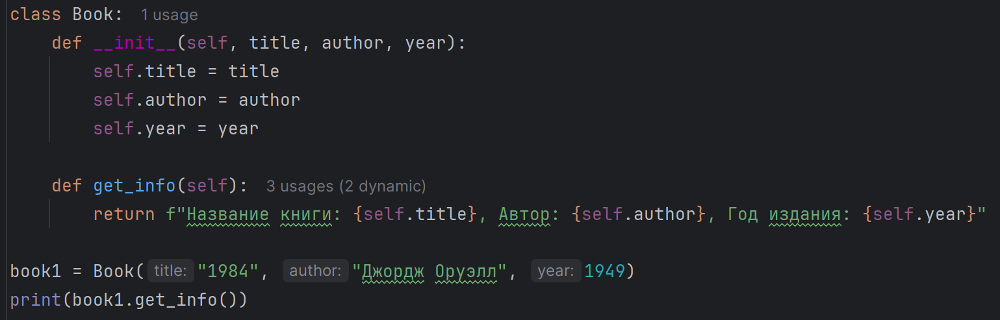 class Book: 1 usage
    def __init__(self, title, author, year):
        self.title = title
        self.author = author
        self.year = year

    def get_info(self): 3 usages (2 dynamic)
        return f"Название книги: {self.title}, Автор: {self.author}, Год издания: {self.year}"

book1 = Book( title: "1984", author: "Джордж Оруэлл", year: 1949)
print(book1.get_info())